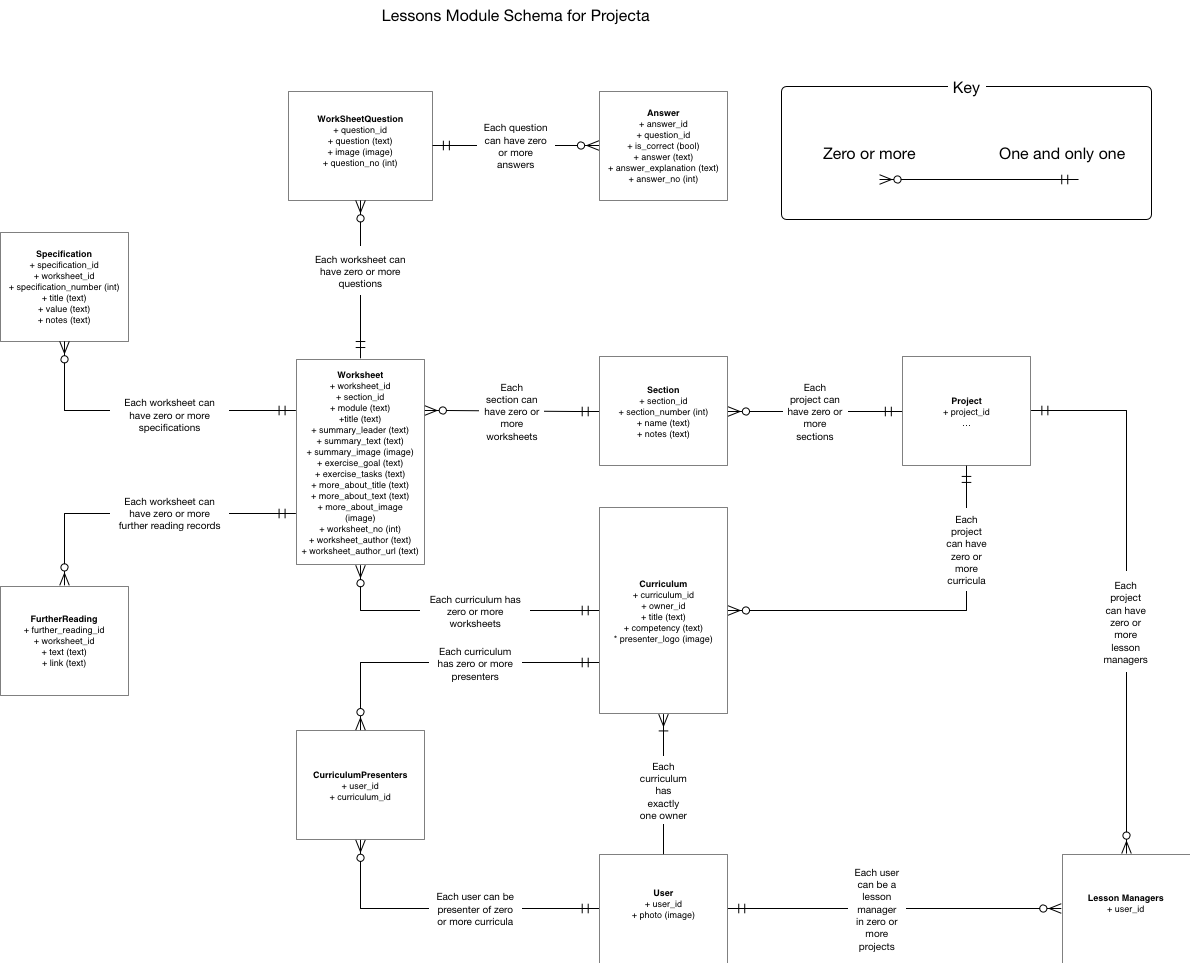 Lessons Module Schema for Projecta
Key
Zero or more
One and only one
WorkSheetQuestion
+ question_id
+ question (text)
+ image (image)
+ question_no (int)
Each question
can have zero
or more
answers
Answer
+ answer_id
+ question_id
+ is_correct (bool)
+ answer (text)
+ answer_explanation (text)
+ answer_no (int)
Specification
+ specification_id
+ worksheet_id
+ specification_number (int)
+ title (text)
+ value (text)
+ notes (text)
Each worksheet can
have zero or more
questions
Each worksheet can
have zero or more
specifications
Worksheet
+ worksheet_id
+ section_id
+ module (text)
+title (text)
+ summary_leader (text)
+ summary_text (text)
+ summary_image (image)
+ exercise_goal (text)
+ exercise_tasks (text)
+ more_about_title (text)
+ more_about_text (text)
+ more_about_image
(image)
+ worksheet_no (int)
+ worksheet_author (text)
+ worksheet_author_url (text)
Each
section can
have zero or
more
worksheets
Section
+ section_id
+ section_number (int)
+ name (text)
+ notes (text)
Each
project can
have zero or
more
sections
Project
+ project_id
...
Each worksheet can
have zero or more
further reading records
FurtherReading
+ further_reading_id
+ worksheet_id
+ text (text)
+ link (text)
Each curriculum has
zero or more
worksheets
Each curriculum
has zero or more
presenters
Curriculum
+ curriculum_id
+ owner_id
+ title (text)
+ competency (text)
* presenter_logo (image)
Each
project
can have
zero or
more
curricula
Each
project
can have
zero or
more
lesson
managers
CurriculumPresenters
+ user_id
+ curriculum_id
Each
curriculum
has
exactly
one owner
Each user can be
presenter of zero
or more curricula
User
+ user_id
+ photo (image)
Each user
can be a
lesson
manager
in zero or
more
projects
Lesson Managers
+ user_id